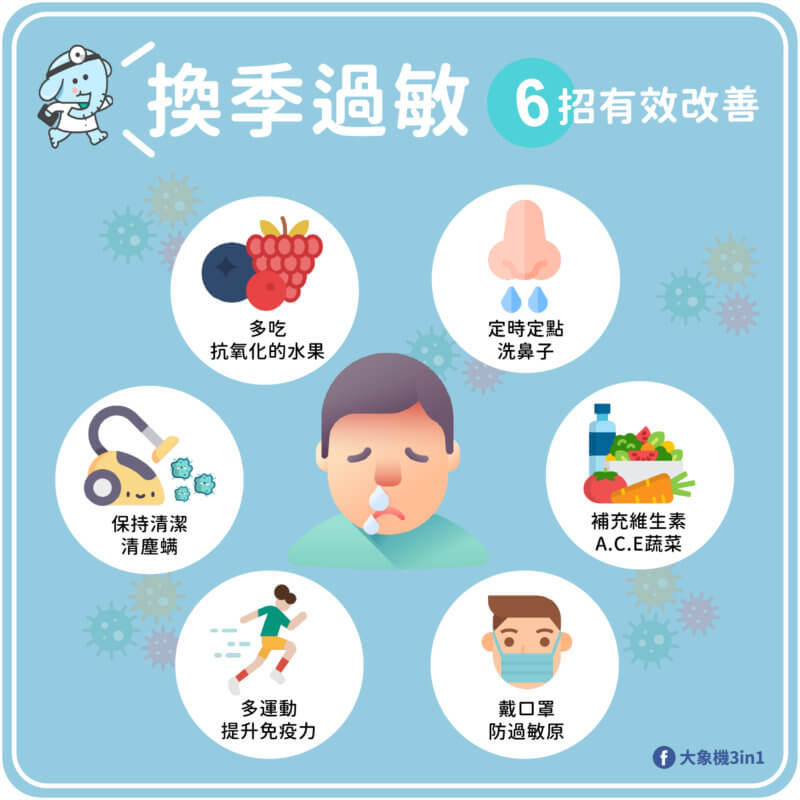 換季過敏 6招有效改善
多吃
抗氧化的水果
定時定點
洗鼻子
保持清潔
清塵蟎
補充維生素
A.C.E蔬菜
多運動
提升免疫力
戴口罩
防過敏原
f 大象機3in1